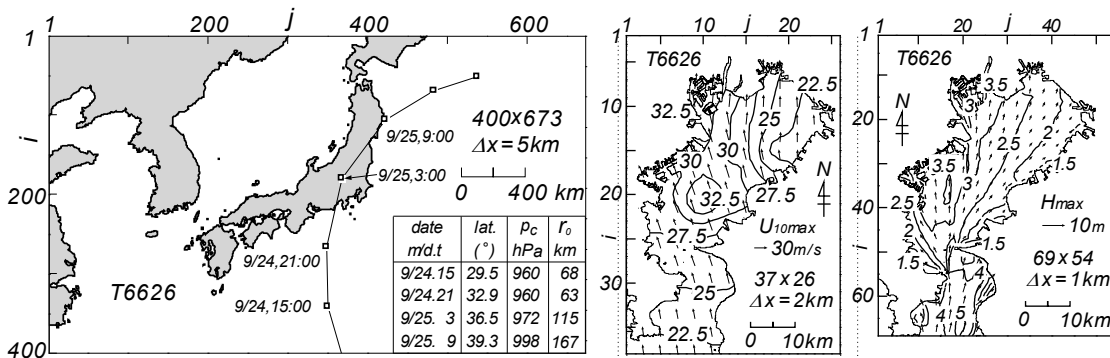 1 200 j 400 600
1
i
200
400
400x673
Δx=5km
0 400 km
9/25,9:00
9/25,3:00
9/24,21:00
9/24,15:00
T6626
date lat. pc r₀
m/d.t (°) hPa km
9/24.15 29.5 960 68
9/24.21 32.9 960 63
9/25. 3 36.5 972 115
9/25. 9 39.3 998 167
1 10 j 20
1
10
20
i
30
T6626
22.5
32.5
25
30
30
N
32.5
27.5
27.5
U10max
30m/s
25
37x26
Δx=2km
22.5
0 10km
1 20 j 40
1
20
40
i
60
T6626
3.5
3
N
2
2.5
1.5
3.5
3
2.5
2
1.5
1.5
Hmax
10m
4
4.5
69x54
Δx=1km
0 10km